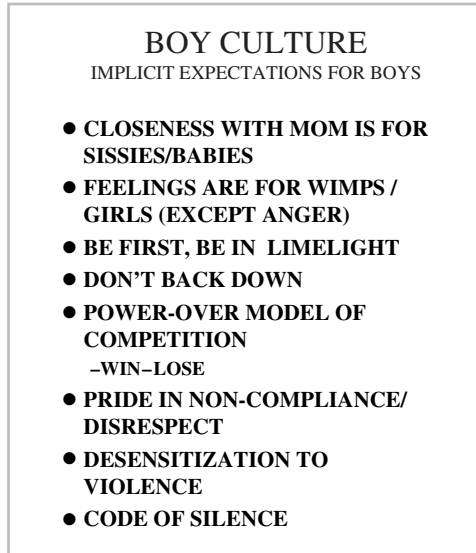 BOY CULTURE
IMPLICIT EXPECTATIONS FOR BOYS
● CLOSENESS WITH MOM IS FOR
SISSIES/BABIES
● FEELINGS ARE FOR WIMPS /
GIRLS (EXCEPT ANGER)
● BE FIRST, BE IN LIMELIGHT
● DON'T BACK DOWN
● POWER-OVER MODEL OF
COMPETITION
–WIN–LOSE
● PRIDE IN NON-COMPLIANCE/
DISRESPECT
● DESENSITIZATION TO
VIOLENCE
● CODE OF SILENCE